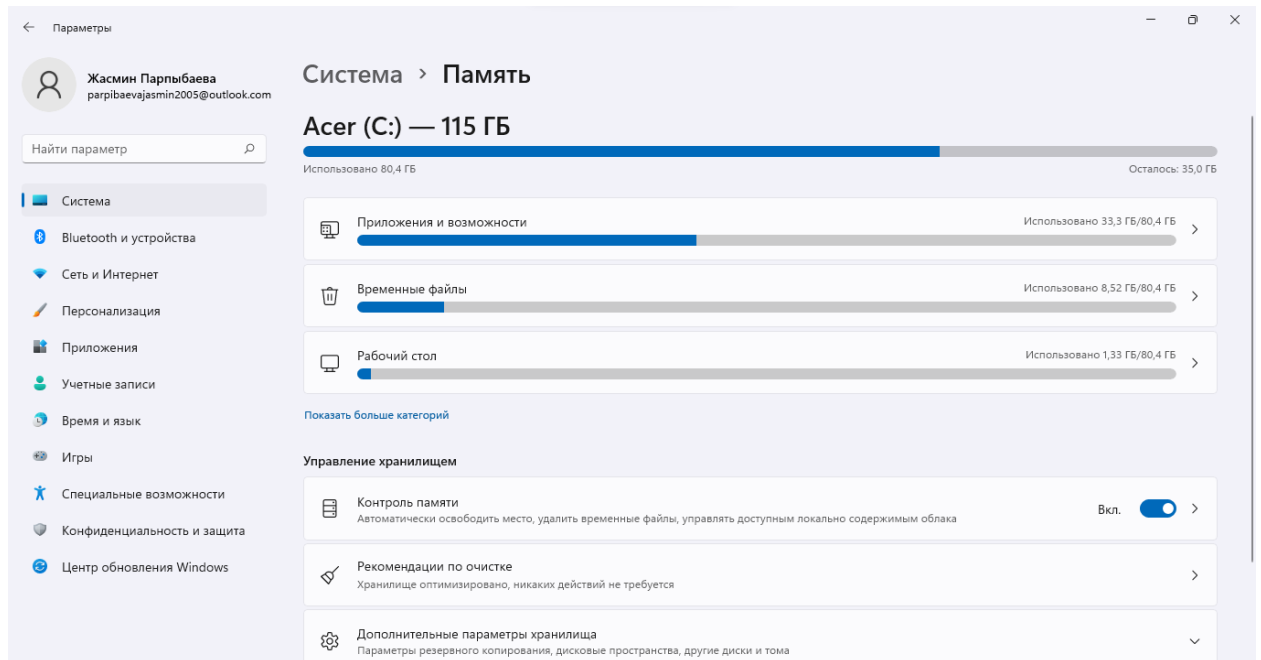 Параметры
Жасмин Парпыбаева
parpibaevajasmin2005@outlook.com
Найти параметр
Система
Bluetooth и устройства
Сеть и Интернет
Персонализация
Приложения
Учетные записи
Время и язык
Игры
Специальные возможности
Конфиденциальность и защита
Центр обновления Windows
Система › Память
Acer (C:) — 115 ГБ
Использовано 80,4 ГБ Осталось: 35,0 ГБ
Приложения и возможности Использовано 33,3 ГБ/80,4 ГБ
Временные файлы Использовано 8,52 ГБ/80,4 ГБ
Рабочий стол Использовано 1,33 ГБ/80,4 ГБ
Показать больше категорий
Управление хранилищем
Контроль памяти
Автоматически освободить место, удалить временные файлы, управлять доступным локально содержимым облака
Вкл.
Рекомендации по очистке
Хранилище оптимизировано, никаких действий не требуется
Дополнительные параметры хранилища
Параметры резервного копирования, дисковые пространства, другие диски и тома